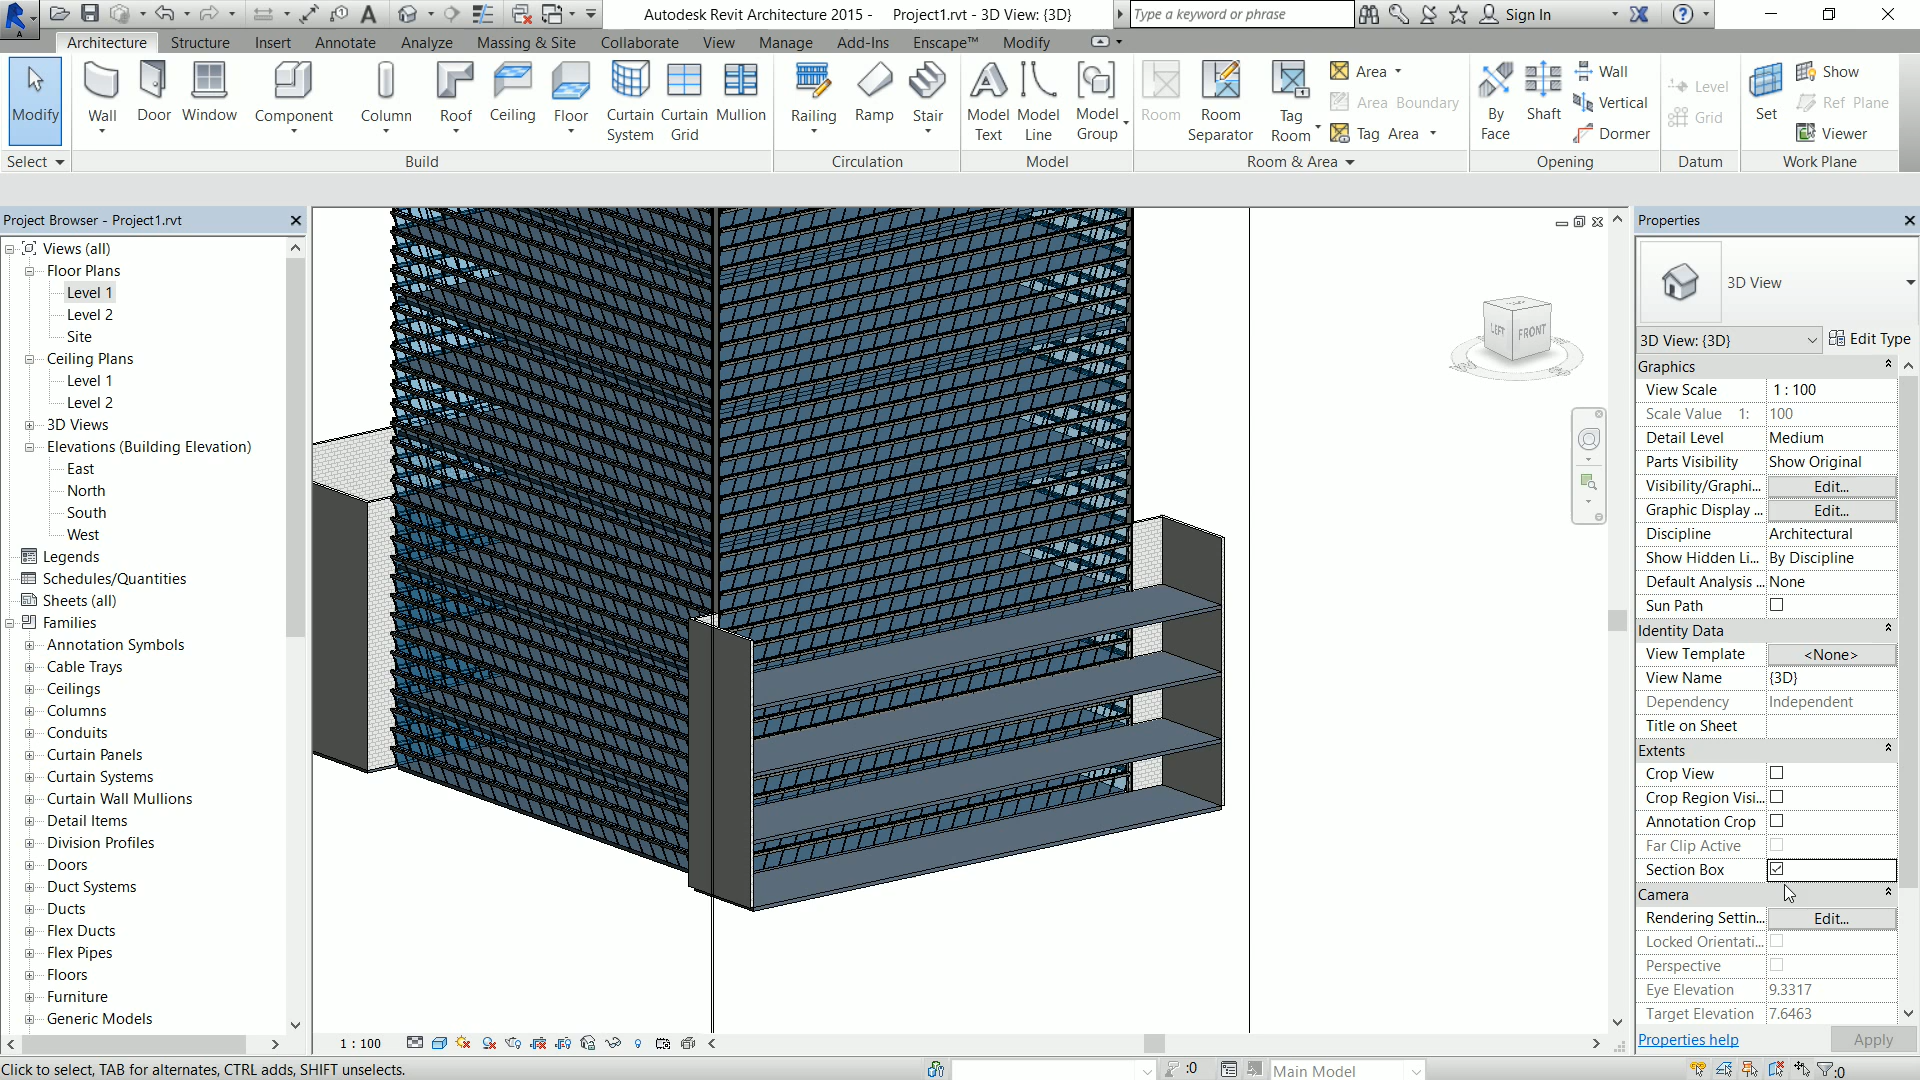 Autodesk Revit Architecture 2015 - Project1.rvt - 3D View: {3D}
Type a keyword or phrase
Sign In
Architecture Structure Insert Annotate Analyze Massing & Site Collaborate View Manage Add-Ins Enscape™ Modify
Modify
Wall
Door
Window
Component
Column
Roof
Ceiling
Floor
Curtain System
Curtain Grid
Mullion
Railing
Ramp
Stair
Model Text
Model Line
Model Group
Room
Room Separator
Tag Room
Area
Area Boundary
Tag Area
By Face
Shaft
Wall
Vertical
Dormer
Level
Grid
Set
Show
Ref Plane
Viewer
Select
Build
Circulation
Model
Room & Area
Opening
Datum
Work Plane
Project Browser - Project1.rvt
Views (all)
Floor Plans
Level 1
Level 2
Site
Ceiling Plans
Level 1
Level 2
3D Views
Elevations (Building Elevation)
East
North
South
West
Legends
Schedules/Quantities
Sheets (all)
Families
Annotation Symbols
Cable Trays
Ceilings
Columns
Conduits
Curtain Panels
Curtain Systems
Curtain Wall Mullions
Detail Items
Division Profiles
Doors
Duct Systems
Ducts
Flex Ducts
Flex Pipes
Floors
Furniture
Generic Models
LEFT
FRONT
1 : 100
Properties
3D View
3D View: {3D}
Edit Type
Graphics
View Scale 1 : 100
Scale Value 1: 100
Detail Level Medium
Parts Visibility Show Original
Visibility/Graphi... Edit...
Graphic Display ... Edit...
Discipline Architectural
Show Hidden Li... By Discipline
Default Analysis ... None
Sun Path
Identity Data
View Template <None>
View Name {3D}
Dependency Independent
Title on Sheet
Extents
Crop View
Crop Region Visi...
Annotation Crop
Far Clip Active
Section Box
Camera
Rendering Settin... Edit...
Locked Orientati...
Perspective
Eye Elevation 9.3317
Target Elevation 7.6463
Properties help
Apply
Click to select, TAB for alternates, CTRL adds, SHIFT unselects.
:0
Main Model
:0